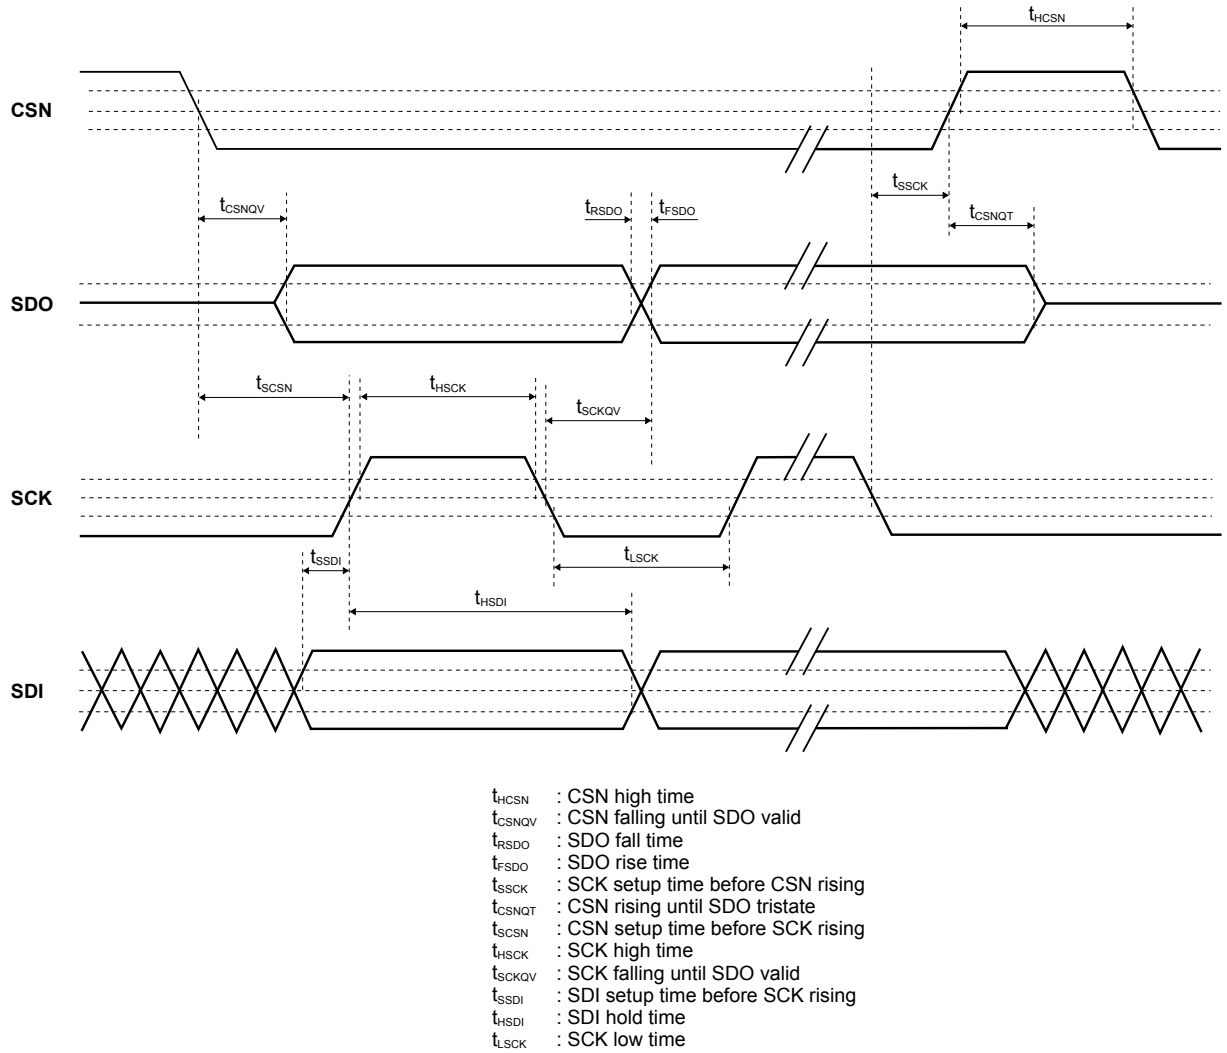 tHCSN
CSN
tSSCK
tCSNQV
tRSDO
tFSDO
tCSNQT
SDO
tSCSN
tHSCK
tSCKQV
SCK
tSSDI
tLSCK
tHSDI
SDI
tHCSN : CSN high time
tCSNQV : CSN falling until SDO valid
tRSDO : SDO fall time
tFSDO : SDO rise time
tSSCK : SCK setup time before CSN rising
tCSNQT : CSN rising until SDO tristate
tSCSN : CSN setup time before SCK rising
tHSCK : SCK high time
tSCKQV : SCK falling until SDO valid
tSSDI : SDI setup time before SCK rising
tHSDI : SDI hold time
tLSCK : SCK low time